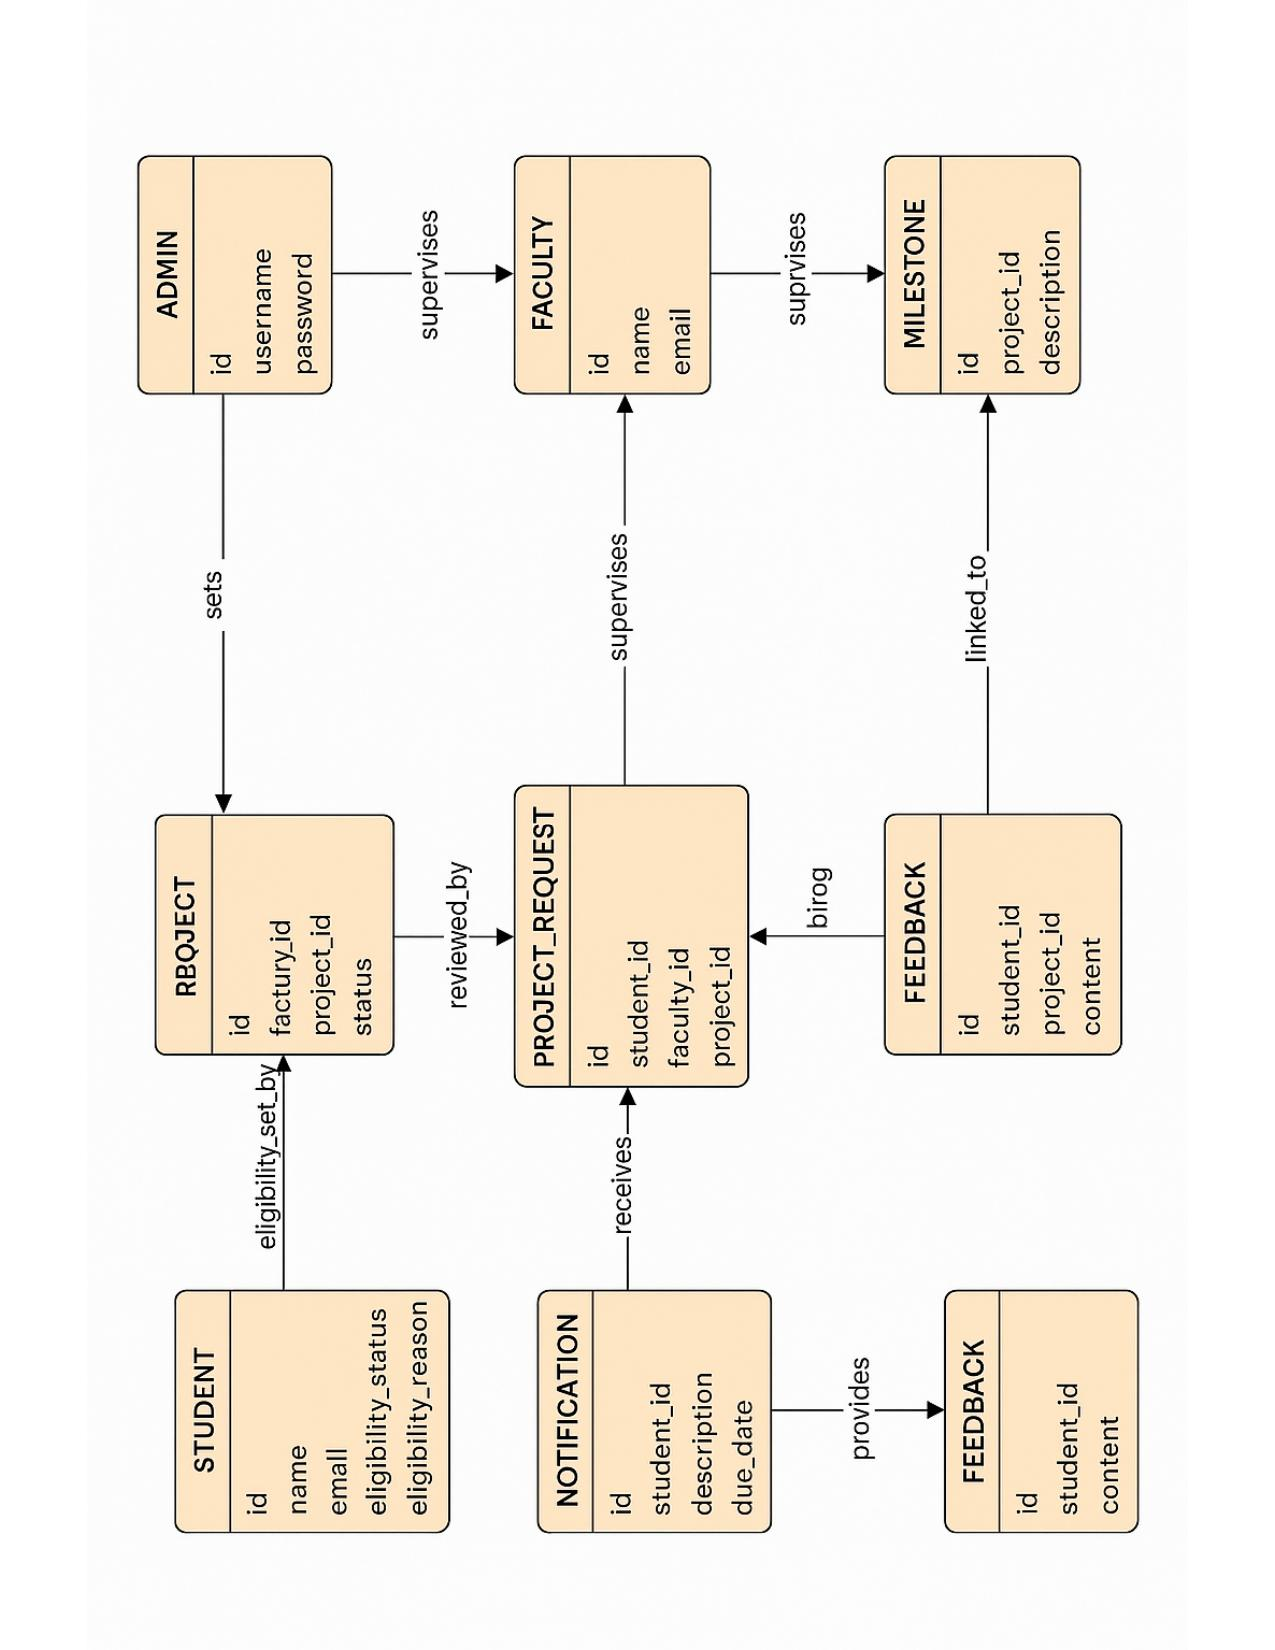 STUDENT
id
name
emall
eligibility_status
eligibility_reason
eligibility_set_by
RBQJECT
id
factury_id
project_id
status
sets
ADMIN
id
username
password
reviewed_by
supervises
NOTIFICATION
id
student_id
description
due_date
receives
PROJECT_REQUEST
id
student_id
faculty_id
project_id
supervises
FACULTY
id
name
email
provides
birog
suprvises
FEEDBACK
id
student_id
content
FEEDBACK
id
student_id
project_id
content
linked_to
MILESTONE
id
project_id
description